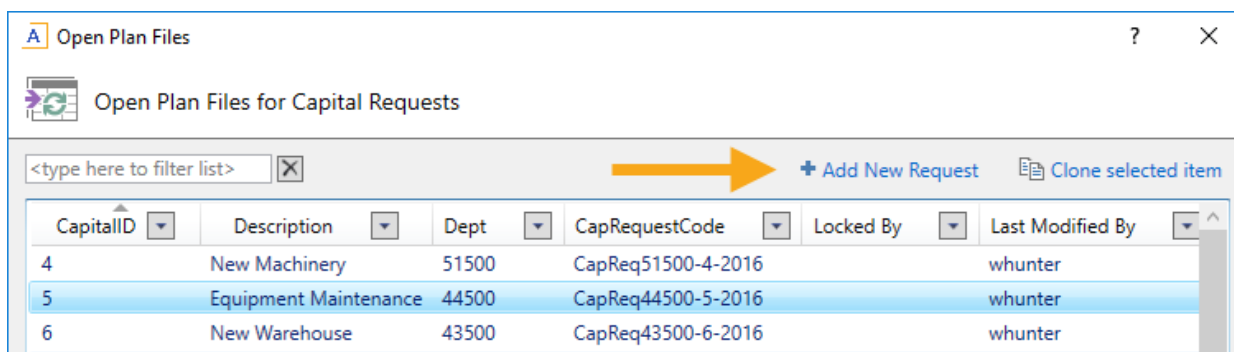 A Open Plan Files ?
Open Plan Files for Capital Requests
<type here to filter list> Add New Request Clone selected item
CapitalID Description Dept CapRequestCode Locked By Last Modified By
4 New Machinery 51500 CapReq51500-4-2016 whunter
5 Equipment Maintenance 44500 CapReq44500-5-2016 whunter
6 New Warehouse 43500 CapReq43500-6-2016 whunter